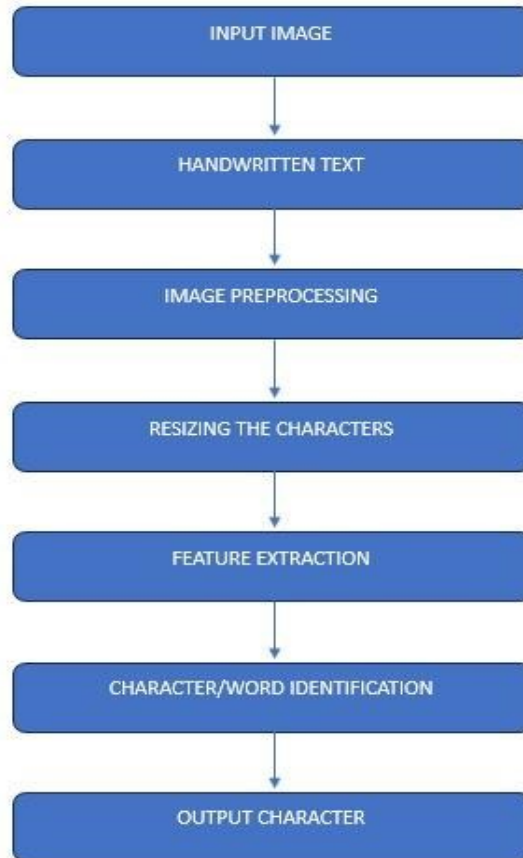 INPUT IMAGE
HANDWRITTEN TEXT
IMAGE PREPROCESSING
RESIZING THE CHARACTERS
FEATURE EXTRACTION
CHARACTER/WORD IDENTIFICATION
OUTPUT CHARACTER